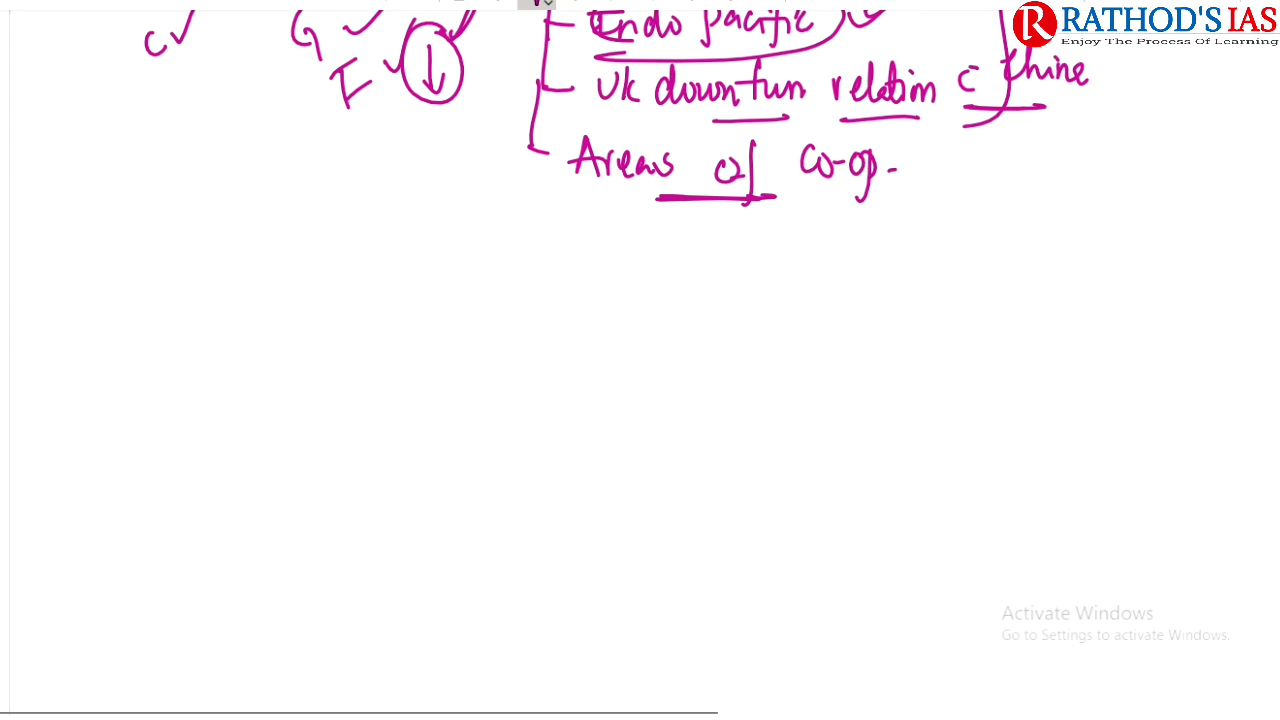 RATHOD'S IAS
Enjoy The Process Of Learning
C G I
Endo pacific
UK downtun relation c China
Areas of Co-op.
Activate Windows
Go to Settings to activate Windows.